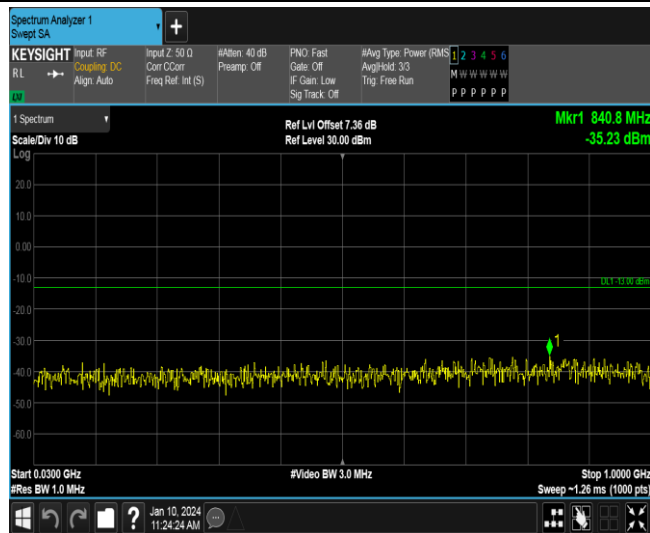 Spectrum Analyzer 1
Swept SA
+
KEYSIGHT
RL
LV
Input: RF
Coupling: DC
Align: Auto
Input Z: 50 Ω
Corr CCorr
Freq Ref: Int (S)
#Atten: 40 dB
Preamp: Off
PNO: Fast
Gate: Off
IF Gain: Low
Sig Track: Off
#Avg Type: Power (RMS
Avg|Hold: 3/3
Trig: Free Run
1 2 3 4 5 6
M W W W W W
P P P P P P
1 Spectrum
Scale/Div 10 dB
Ref Lvl Offset 7.36 dB
Ref Level 30.00 dBm
Mkr1 840.8 MHz
-35.23 dBm
Log
20.0
10.0
0.00
-10.0
DL1 -13.00 dBm
-20.0
-30.0
1
-40.0
-50.0
-60.0
Start 0.0300 GHz
#Video BW 3.0 MHz
Stop 1.0000 GHz
#Res BW 1.0 MHz
Sweep ~1.26 ms (1000 pts)
?
Jan 10, 2024
11:24:24 AM